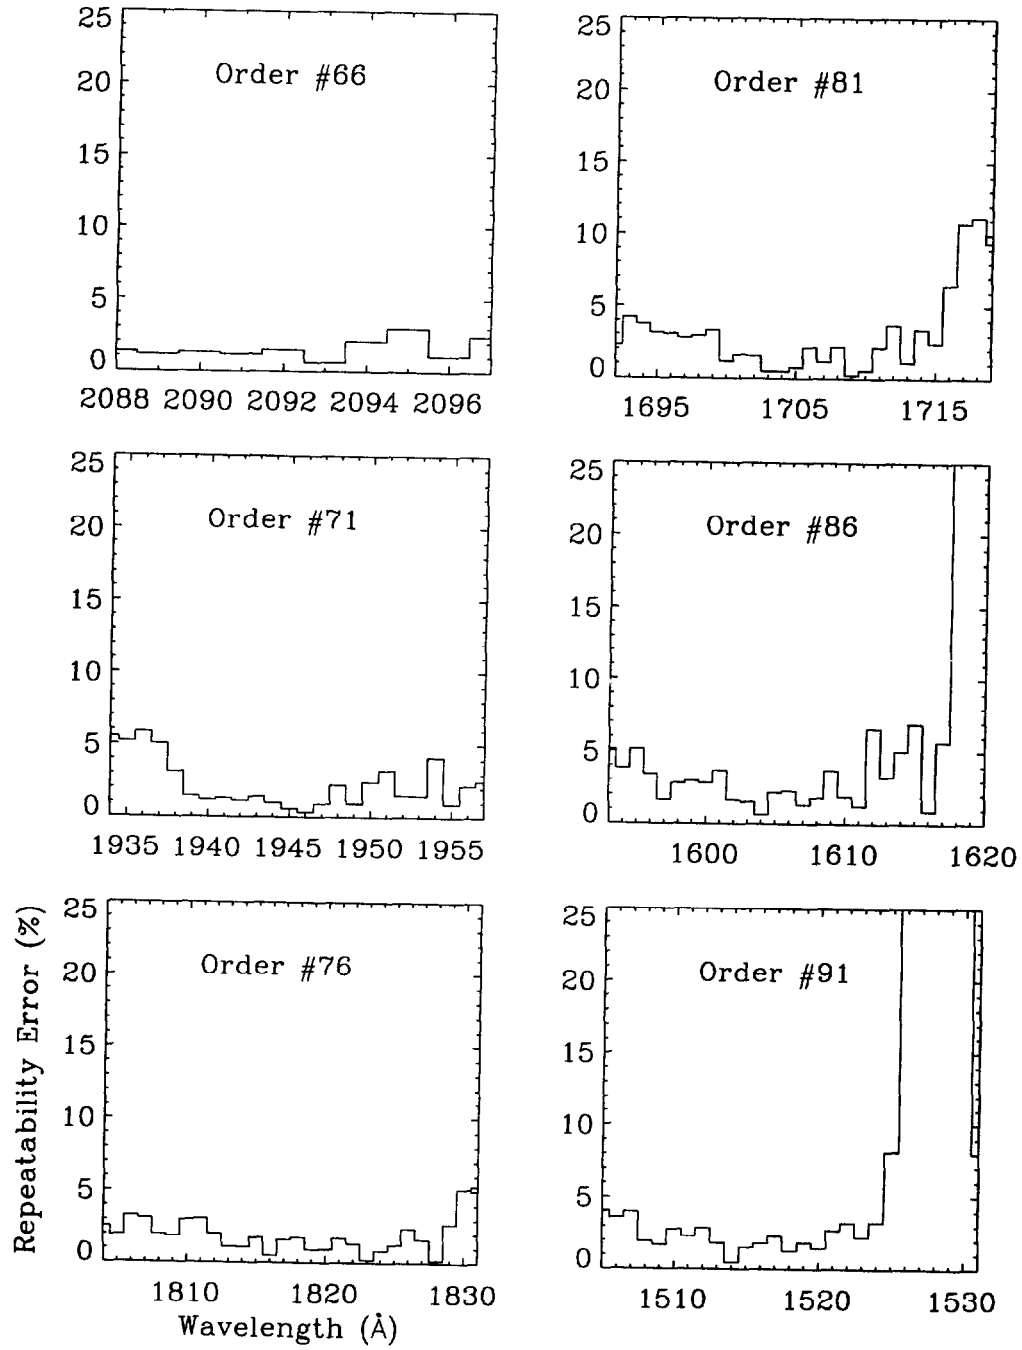 Order #66
25
20
15
10
5
0
2088 2090 2092 2094 2096
Order #81
25
20
15
10
5
0
1695 1705 1715
Order #71
25
20
15
10
5
0
1935 1940 1945 1950 1955
Order #86
25
20
15
10
5
0
1600 1610 1620
Order #76
25
20
15
10
5
0
1810 1820 1830
Repeatability Error (%)
Wavelength (Å)
Order #91
25
20
15
10
5
0
1510 1520 1530